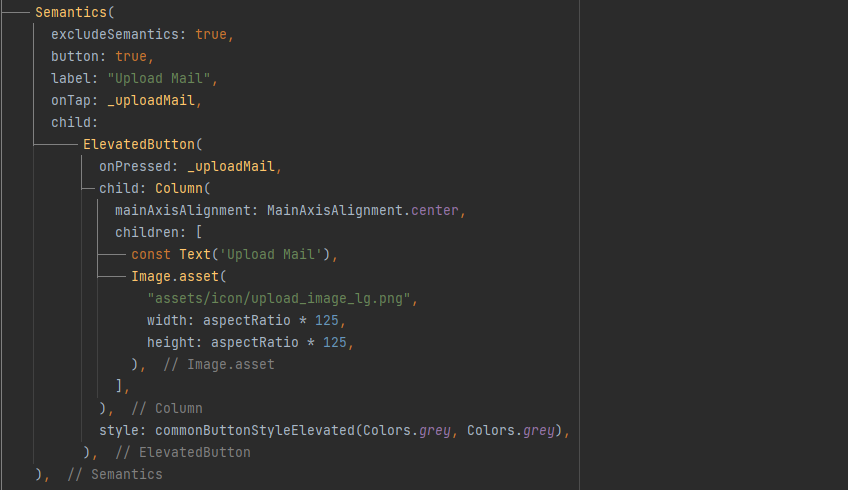 Semantics(
excludeSemantics: true,
button: true,
label: "Upload Mail",
onTap: _uploadMail,
child:
ElevatedButton(
onPressed: _uploadMail,
child: Column(
mainAxisAlignment: MainAxisAlignment.center,
children: [
const Text('Upload Mail'),
Image.asset(
"assets/icon/upload_image_lg.png",
width: aspectRatio * 125,
height: aspectRatio * 125,
), // Image.asset
],
), // Column
style: commonButtonStyleElevated(Colors.grey, Colors.grey),
), // ElevatedButton
), // Semantics